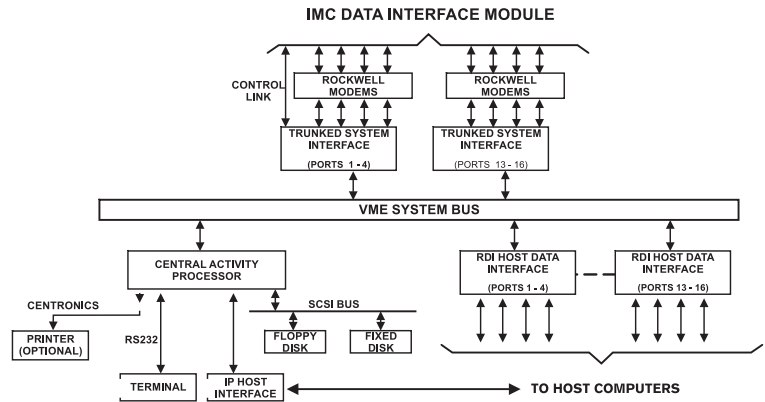 IMC DATA INTERFACE MODULE
CONTROL
LINK
ROCKWELL
MODEMS
ROCKWELL
MODEMS
TRUNKED SYSTEM
INTERFACE
(PORTS 1 - 4)
TRUNKED SYSTEM
INTERFACE
(PORTS 13 - 16)
VME SYSTEM BUS
CENTRAL ACTIVITY
PROCESSOR
RDI HOST DATA
INTERFACE
(PORTS 1 - 4)
RDI HOST DATA
INTERFACE
(PORTS 13 - 16)
CENTRONICS
SCSI BUS
PRINTER
(OPTIONAL)
RS232
FLOPPY
DISK
FIXED
DISK
TERMINAL
IP HOST
INTERFACE
TO HOST COMPUTERS